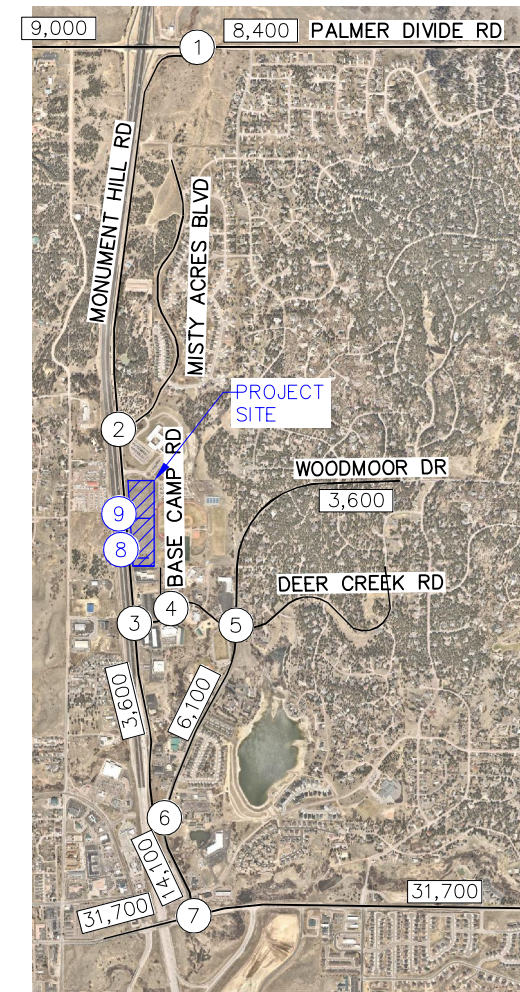 9,000
8,400
PALMER DIVIDE RD
1
MONUMENT HILL RD
MISTY ACRES BLVD
PROJECT
SITE
2
BASE CAMP RD
WOODMOOR DR
3,600
9
8
DEER CREEK RD
3
4
5
3,600
6,100
6
14,100
31,700
7
31,700